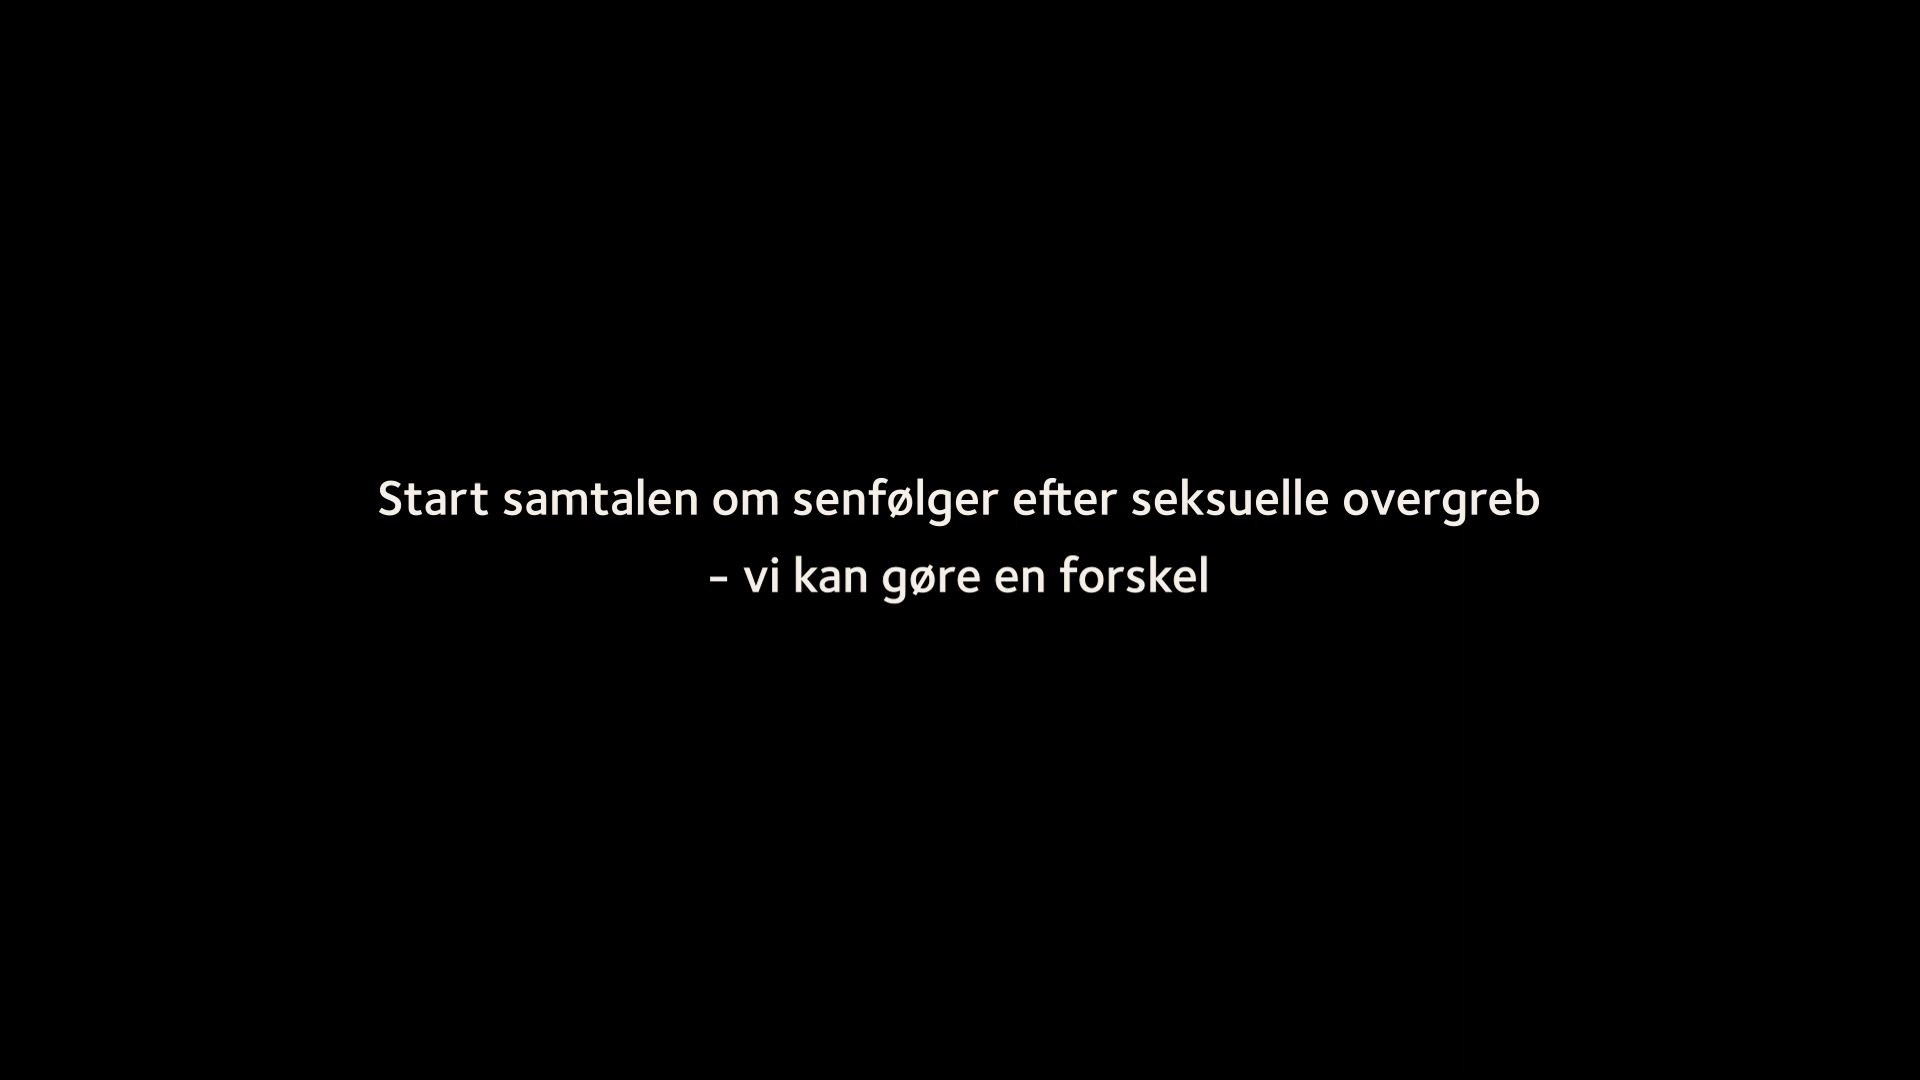 Start samtalen om senfølger efter seksuelle overgreb
- vi kan gøre en forskel